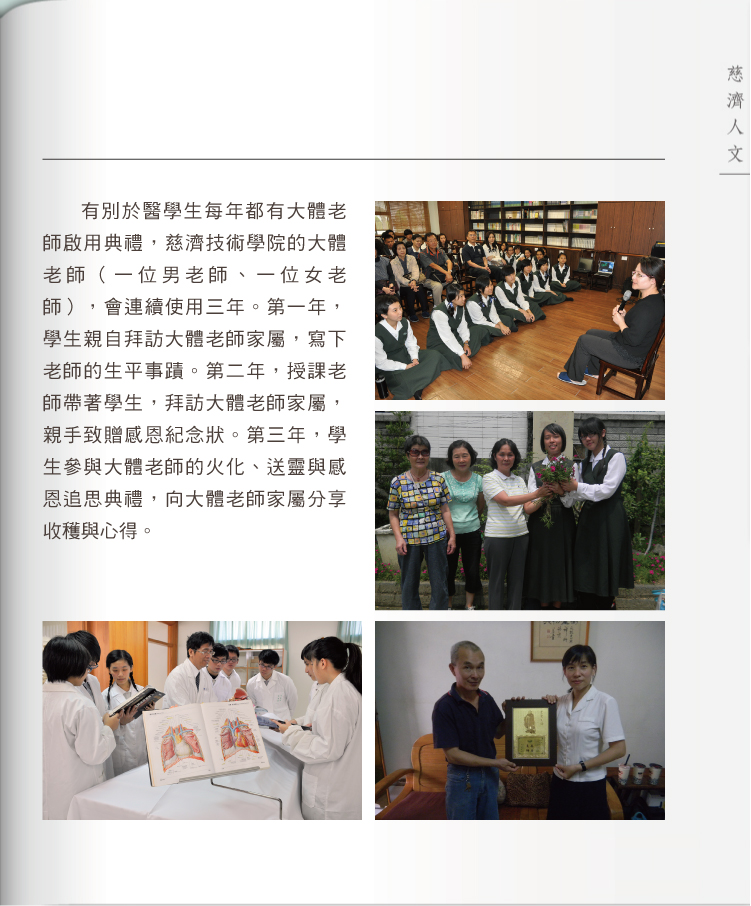 慈濟人文
有別於醫學生每年都有大體老
師啟用典禮，慈濟技術學院的大體
老師（一位男老師、一位女老
師），會連續使用三年。第一年，
學生親自拜訪大體老師家屬，寫下
老師的生平事蹟。第二年，授課老
師帶著學生，拜訪大體老師家屬，
親手致贈感恩紀念狀。第三年，學
生參與大體老師的火化、送靈與感
恩追思典禮，向大體老師家屬分享
收穫與心得。